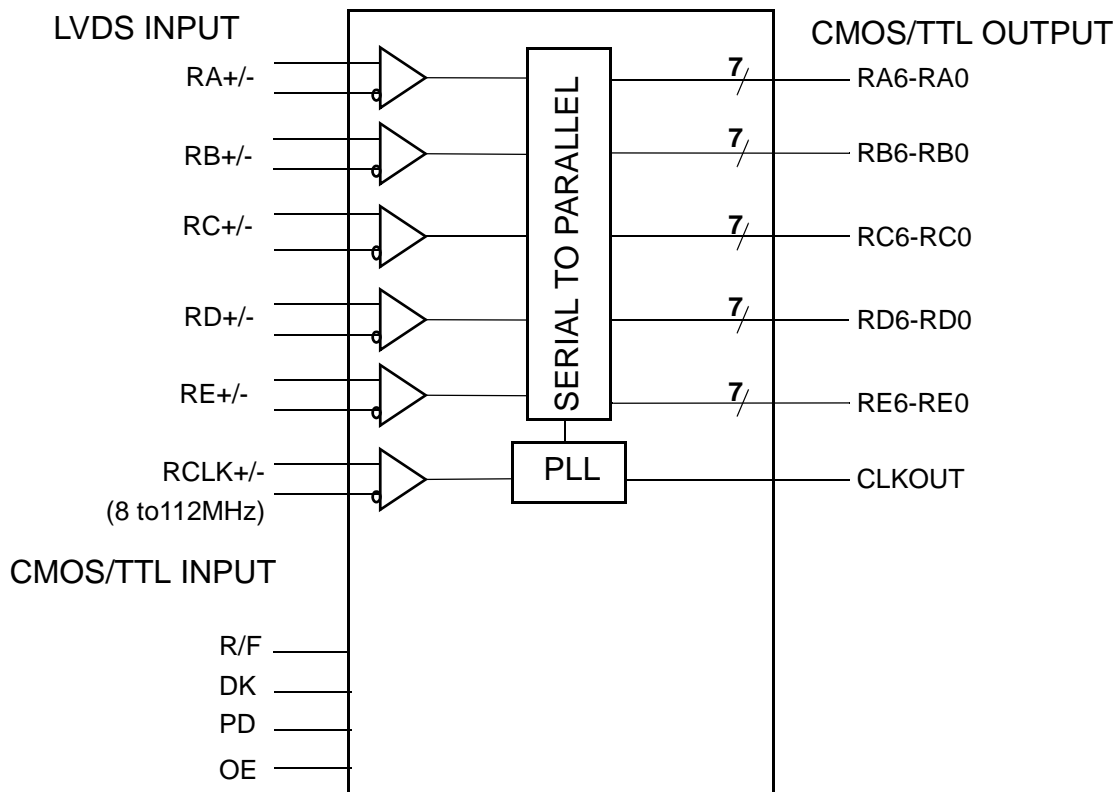 LVDS INPUT
CMOS/TTL OUTPUT
RA+/-
7
RA6-RA0
RB+/-
7
RB6-RB0
RC+/-
7
RC6-RC0
RD+/-
7
RD6-RD0
RE+/-
7
RE6-RE0
SERIAL TO PARALLEL
RCLK+/-
(8 to112MHz)
PLL
CLKOUT
CMOS/TTL INPUT
R/F
DK
PD
OE